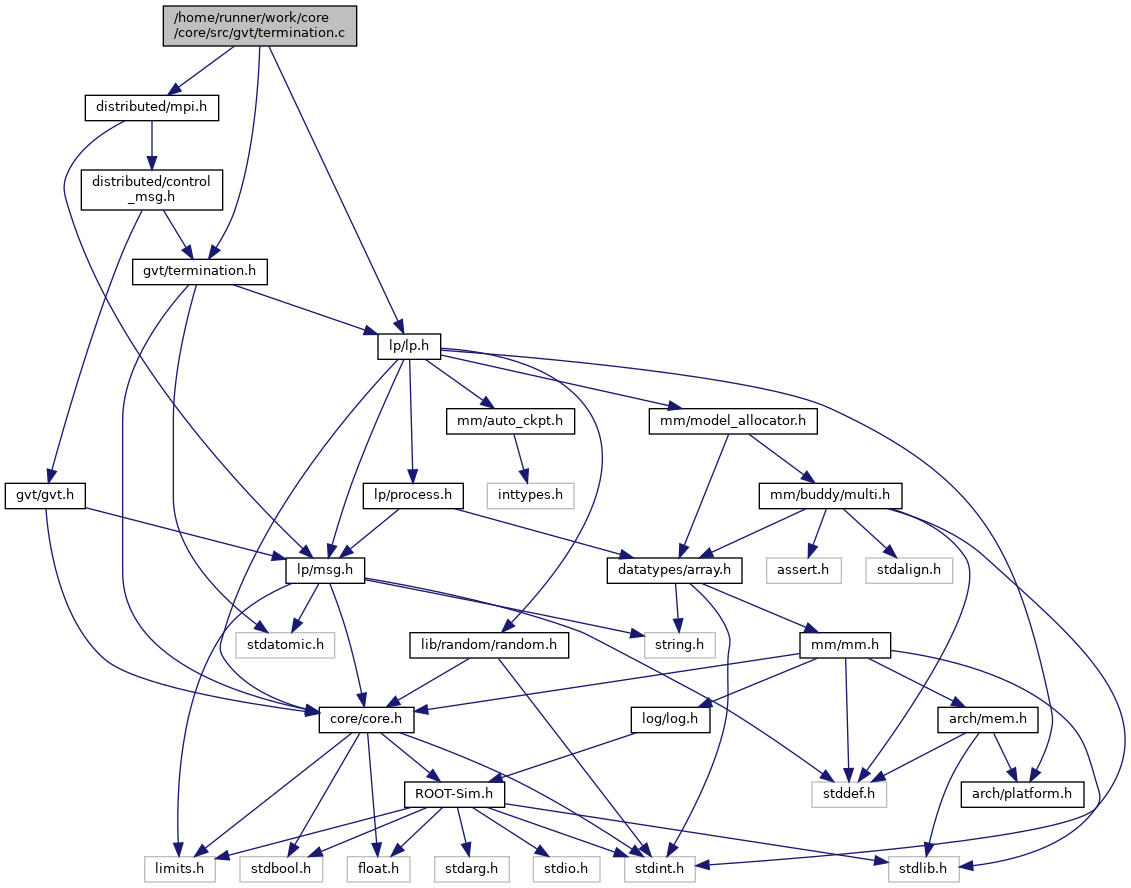 /home/runner/work/core
/core/src/gvt/termination.c
distributed/mpi.h
distributed/control
_msg.h
gvt/termination.h
lp/lp.h
mm/auto_ckpt.h
mm/model_allocator.h
gvt/gvt.h
lp/process.h
inttypes.h
mm/buddy/multi.h
lp/msg.h
datatypes/array.h
assert.h
stdalign.h
stdatomic.h
lib/random/random.h
string.h
mm/mm.h
core/core.h
log/log.h
arch/mem.h
ROOT-Sim.h
stddef.h
arch/platform.h
limits.h
stdbool.h
float.h
stdarg.h
stdio.h
stdint.h
stdlib.h